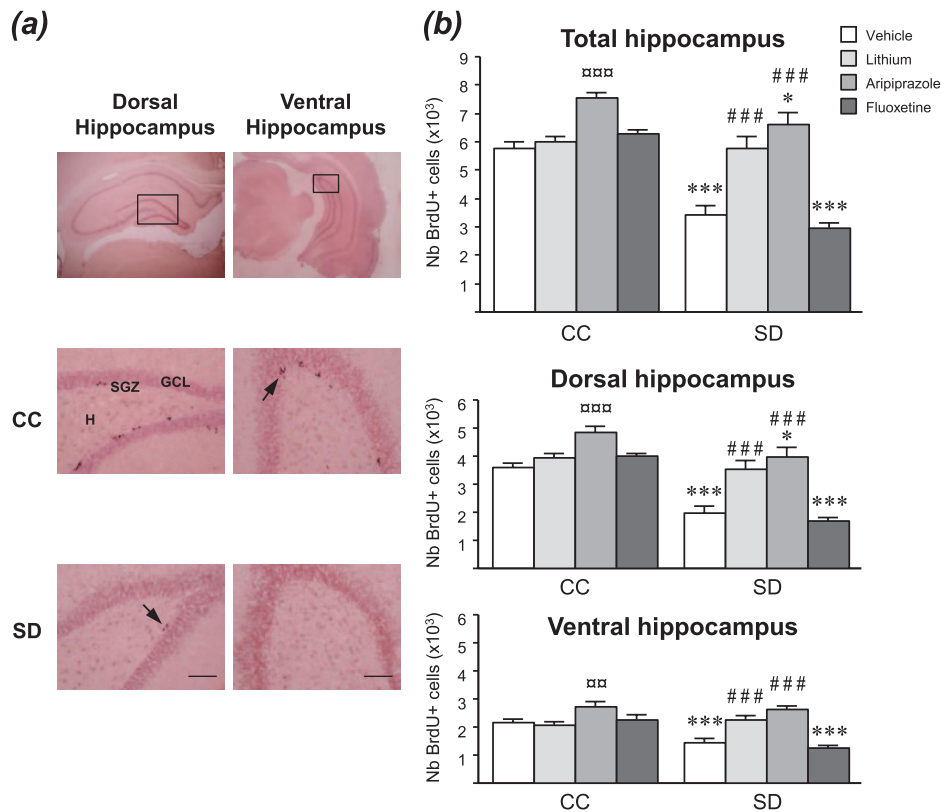 (a)
Dorsal
Hippocampus
Ventral
Hippocampus
CC
SGZ
GCL
H
SD
(b)
Vehicle
Lithium
Aripiprazole
Fluoxetine
Total hippocampus
Nb BrdU+ cells (x10³)
9
8
7
6
5
4
3
2
1
¤¤¤
***
###
###
*
***
CC
SD
Dorsal hippocampus
Nb BrdU+ cells (x10³)
6
5
4
3
2
1
¤¤¤
***
###
###
*
***
CC
SD
Ventral hippocampus
Nb BrdU+ cells (x10³)
6
5
4
3
2
1
¤¤
***
###
###
***
CC
SD